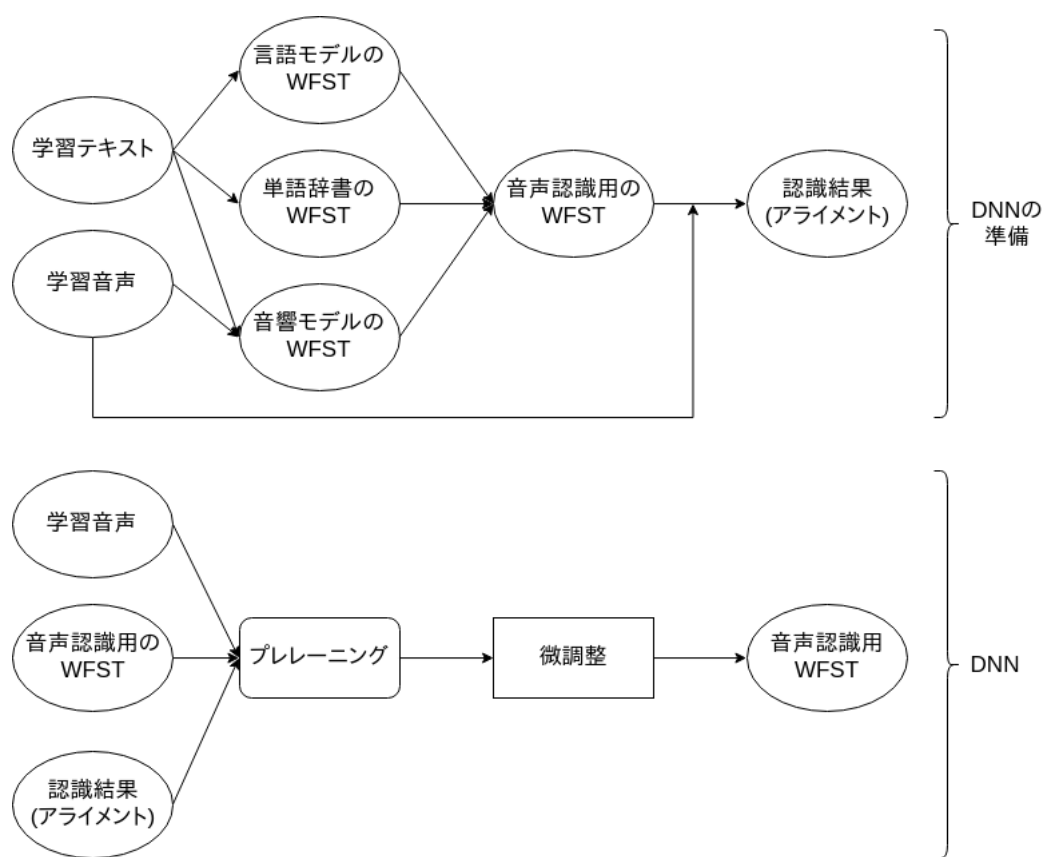 言語モデルの
WFST
学習テキスト
単語辞書の
WFST
音声認識用の
WFST
認識結果
(アライメント)
DNNの
準備
学習音声
音響モデルの
WFST
学習音声
音声認識用の
WFST
プレレーニング
微調整
音声認識用
WFST
DNN
認識結果
(アライメント)